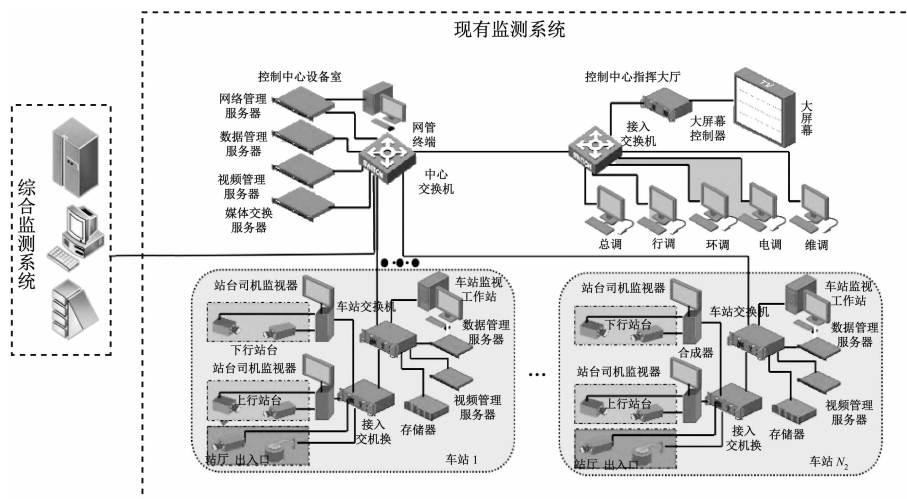 现有监测系统
综合监测系统
控制中心设备室
网络管理
服务器
数据管理
服务器
视频管理
服务器
媒体交换
服务器
网管
终端
中心
交换机
控制中心指挥大厅
接入
交换机
大屏幕
控制器
TV
大屏幕
总调
行调
环调
电调
维调
站台司机监视器
下行站台
站台司机监视器
上行站台
站厅 出入口
车站交换机
车站监视
工作站
数据管理
服务器
视频管理
服务器
存储器
接入
交机换
车站 1
...
站台司机监视器
下行站台
合成器
站台司机监视器
上行站台
站厅 出入口
车站交换机
车站监视
工作站
数据管理
服务器
视频管理
服务器
存储器
接入
交机换
车站 N₂